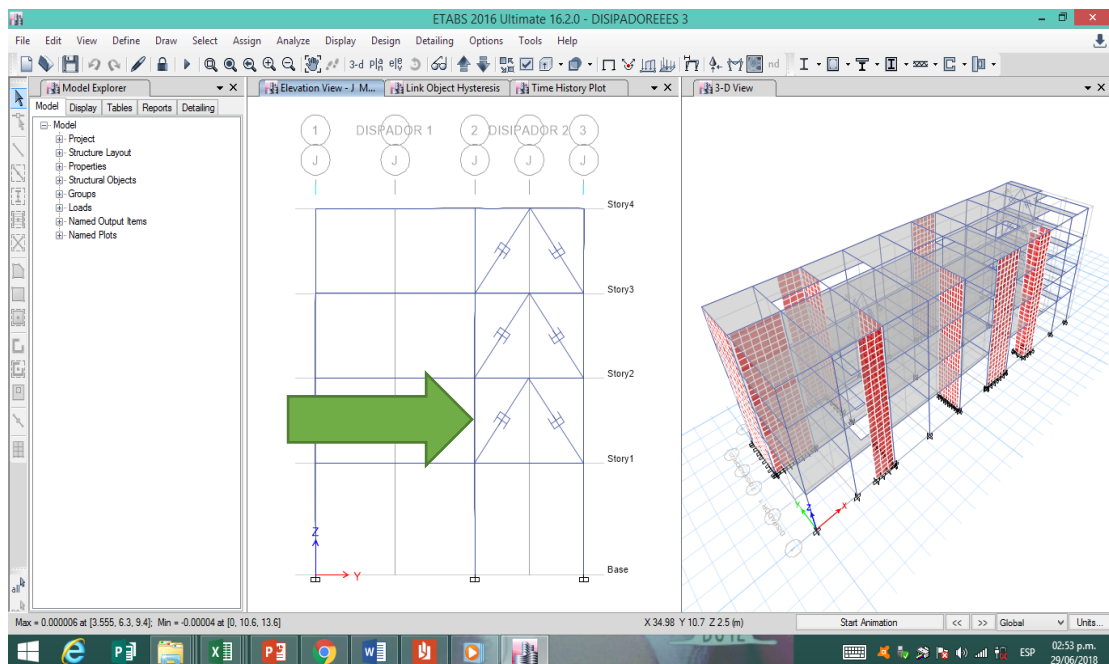 ETABS 2016 Ultimate 16.2.0 - DISIPADOREEES 3
File Edit View Define Draw Select Assign Analyze Display Design Detailing Options Tools Help
3-d nd
Model Explorer
Elevation View - J M...
Link Object Hysteresis
Time History Plot
3-D View
Model Display Tables Reports Detailing
Model
Project
Structure Layout
Properties
Structural Objects
Groups
Loads
Named Output Items
Named Plots
1 DISPADOR 1 2 DISIPADOR 2 3
J J J J J
Story4
Story3
Story2
Story1
Base
Z
Y
Z
X
all
Max = 0.000006 at [3.555, 6.3, 9.4]; Min = -0.00004 at [0, 10.6, 13.6]
X 34.98 Y 10.7 Z 2.5 (m)
Start Animation << >> Global Units...
ESP
02:53 p.m.
29/06/2018